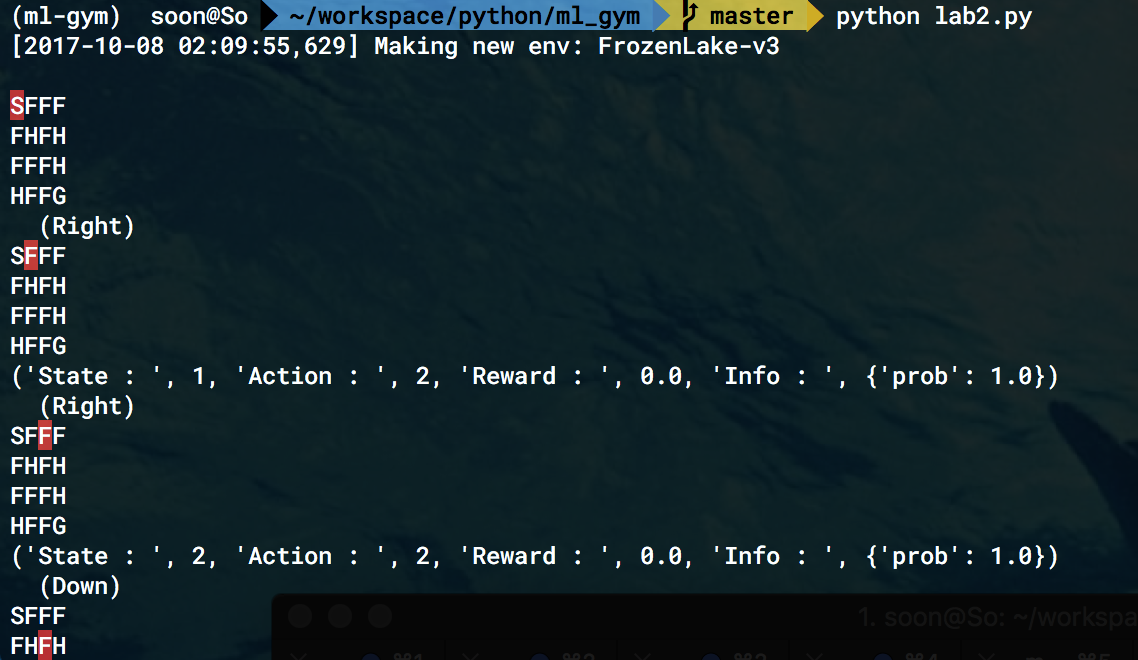 (ml-gym) soon@So ~/workspace/python/ml_gym master python lab2.py
[2017-10-08 02:09:55,629] Making new env: FrozenLake-v3
SFFF
FHFH
FFFH
HFFG
(Right)
SFFF
FHFH
FFFH
HFFG
('State : ', 1, 'Action : ', 2, 'Reward : ', 0.0, 'Info : ', {'prob': 1.0})
(Right)
SFFF
FHFH
FFFH
HFFG
('State : ', 2, 'Action : ', 2, 'Reward : ', 0.0, 'Info : ', {'prob': 1.0})
(Down)
SFFF
FHFH
1. soon@So: ~/workspa